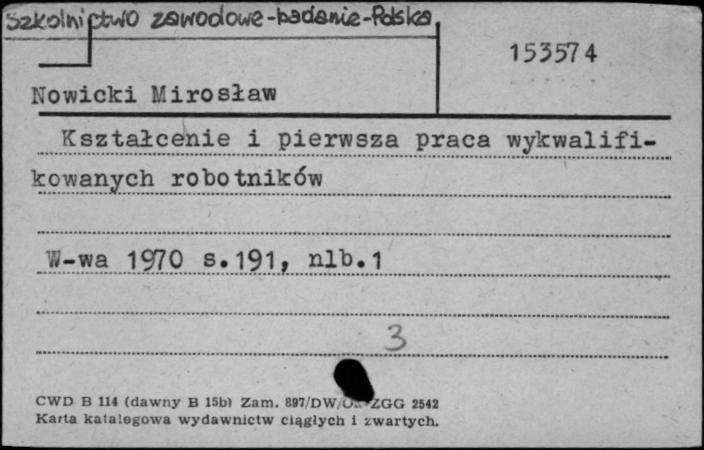 Szkolnictwo zawodowe-badanie-Polska
153574
Nowicki Mirosław
Kształcenie i pierwsza praca wykwalifi-
kowanych robotników
W-wa 1970 s.191, nlb.1
3
CWD B 114 (dawny B 15b) Zam. 897/DW/O ZGG 2542
Karta katalogowa wydawnictw ciągłych i zwartych.